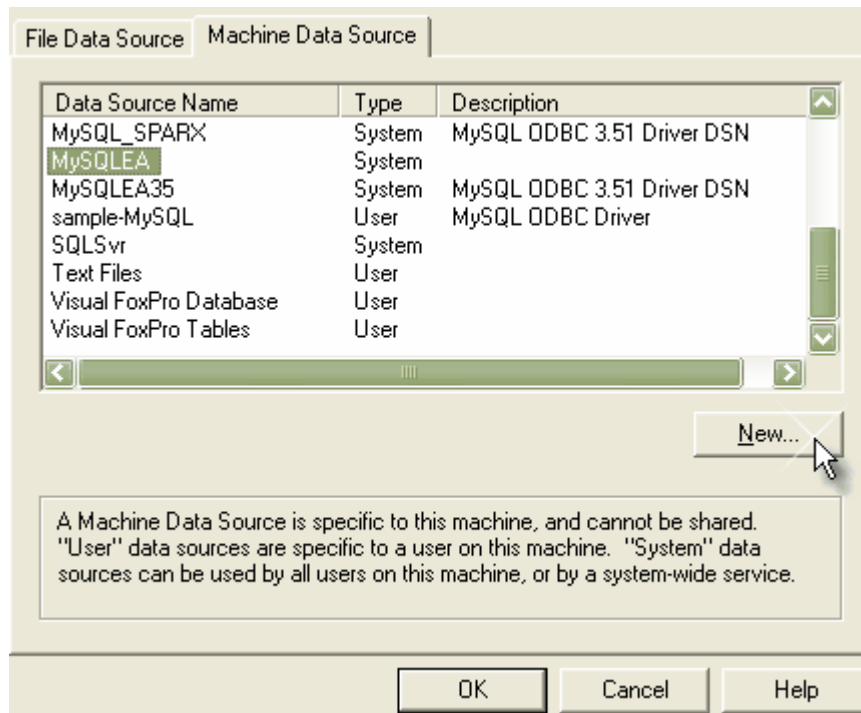 File Data Source Machine Data Source
Data Source Name Type Description
MySQL_SPARX System MySQL ODBC 3.51 Driver DSN
MySQLEA System
MySQLEA35 System MySQL ODBC 3.51 Driver DSN
sample-MySQL User MySQL ODBC Driver
SQLSvr System
Text Files User
Visual FoxPro Database User
Visual FoxPro Tables User
New...
A Machine Data Source is specific to this machine, and cannot be shared.
"User" data sources are specific to a user on this machine. "System" data
sources can be used by all users on this machine, or by a system-wide service.
OK Cancel Help